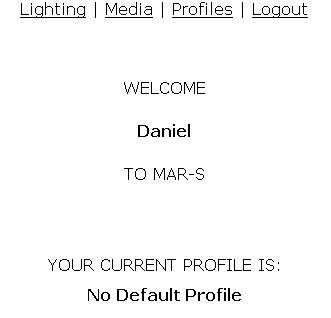 Lighting | Media | Profiles | Logout
WELCOME
Daniel
TO MAR-S
YOUR CURRENT PROFILE IS:
No Default Profile